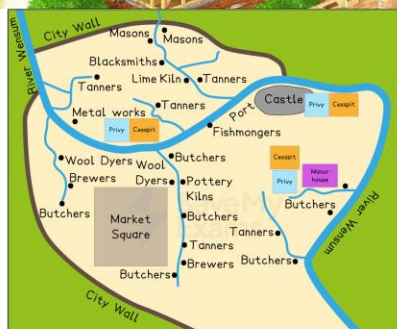 City Wall
Masons
Masons
River Wensum
Blacksmiths
Lime Kiln
Tanners
Tanners
Castle
Privy
Cesspit
Port
Metal works
Tanners
Privy
Cesspit
Fishmongers
Wool Dyers
Wool
Dyers
Butchers
Cesspit
Privy
Manor
house
Brewers
Pottery
Kilns
Butchers
Butchers
River Wensum
Market
Square
Butchers
Tanners
Tanners
Brewers
Butchers
Butchers
City Wall